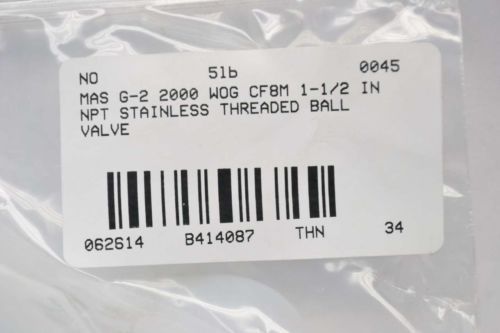 NO 5lb 0045
MAS G-2 2000 WOG CF8M 1-1/2 IN
NPT STAINLESS THREADED BALL
VALVE
062614 B414087 THN 34